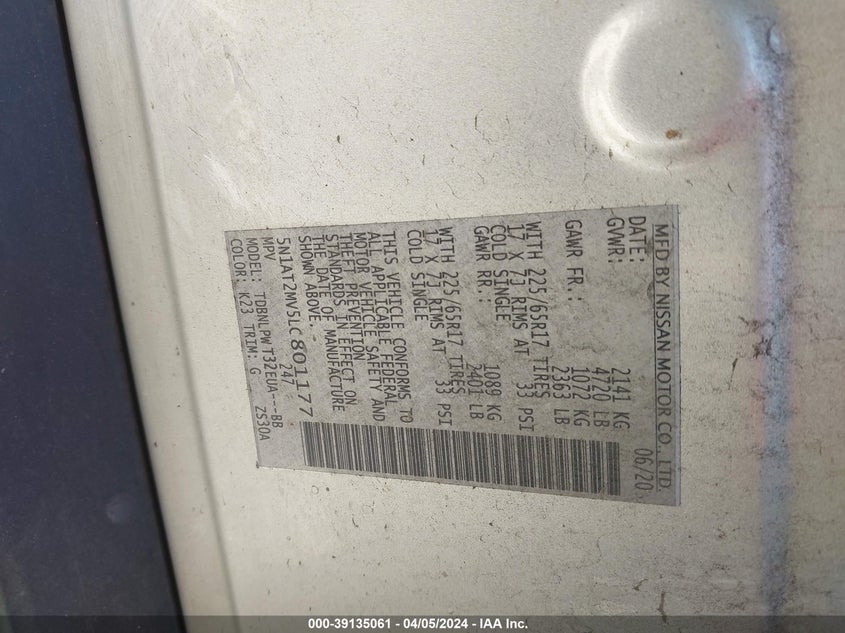 MFD BY NISSAN MOTOR CO., LTD.
DATE: 06/20
GVWR: 2141 KG
4720 LB
GAWR FR.: 1072 KG
2363 LB
WITH 225/65R17 TIRES
17 X 7J RIMS AT 33 PSI
COLD SINGLE
GAWR RR.: 1089 KG
2401 LB
WITH 225/65R17 TIRES
17 X 7J RIMS AT 33 PSI
COLD SINGLE
THIS VEHICLE CONFORMS TO
ALL APPLICABLE FEDERAL
MOTOR VEHICLE SAFETY AND
THEFT PREVENTION
STANDARDS IN EFFECT ON
THE DATE OF MANUFACTURE
SHOWN ABOVE.
5N1AT2MV5LC801177
MPV 247
MODEL: TDBNLPWT32EUA---BB
COLOR: K23 TRIM: G ZS30A
000-39135061 - 04/05/2024 - IAA Inc.